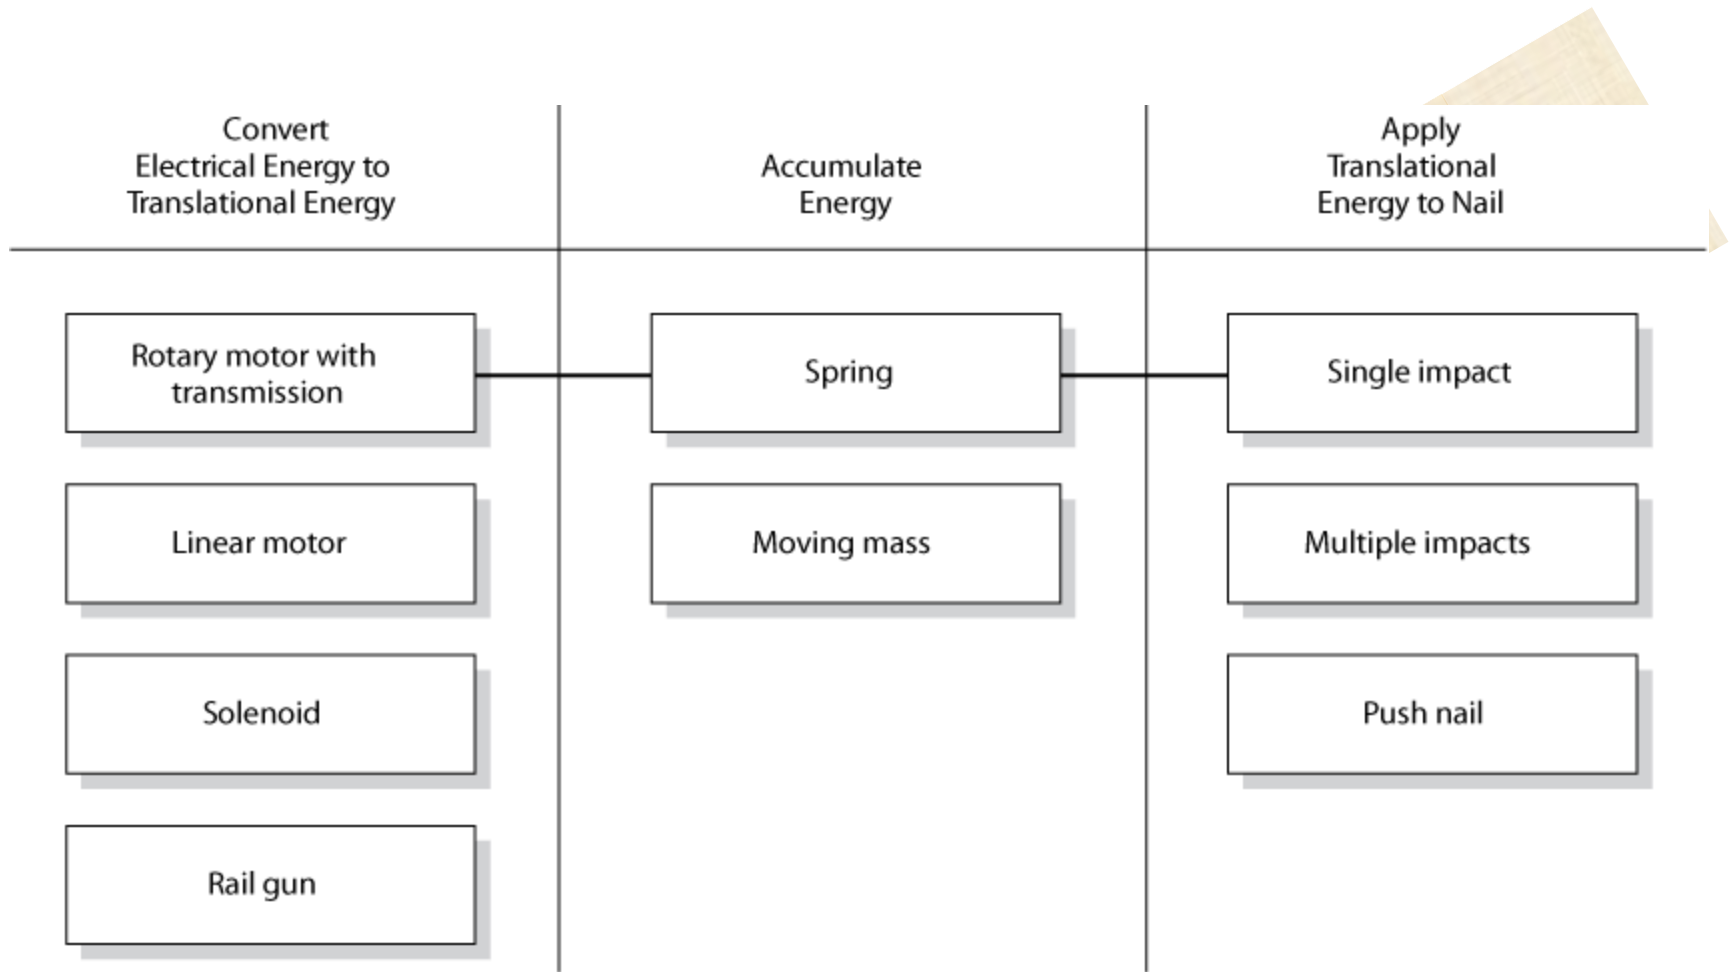 Convert
Electrical Energy to
Translational Energy
Accumulate
Energy
Apply
Translational
Energy to Nail
Rotary motor with
transmission
Spring
Single impact
Linear motor
Moving mass
Multiple impacts
Solenoid
Push nail
Rail gun